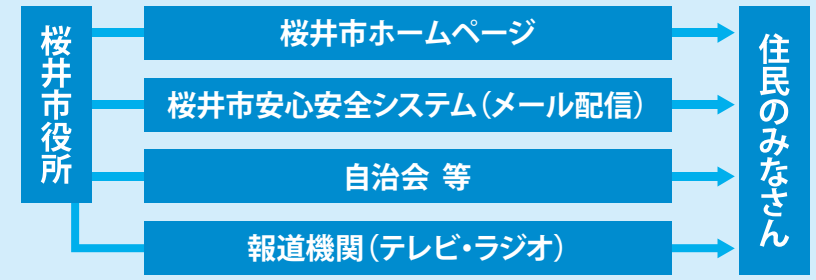 桜井市役所
桜井市ホームページ
桜井市安心安全システム（メール配信）
自治会 等
報道機関（テレビ・ラジオ）
住民のみなさん